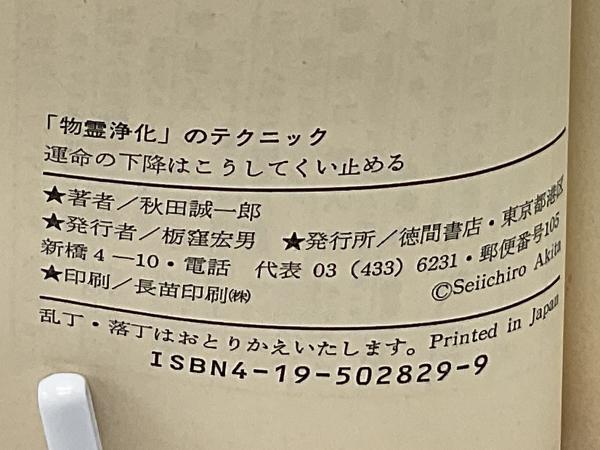 「物霊浄化」のテクニック
運命の下降はこうしてくい止める
★著者／秋田誠一郎
★発行者／栃窪宏男 ★発行所／徳間書店・東京都港区
新橋4—10・電話 代表 03（433）6231・郵便番号105
★印刷／長苗印刷㈱ ©Seiichiro Akita
乱丁・落丁はおとりかえいたします。Printed in Japan
ISBN4-19-502829-9